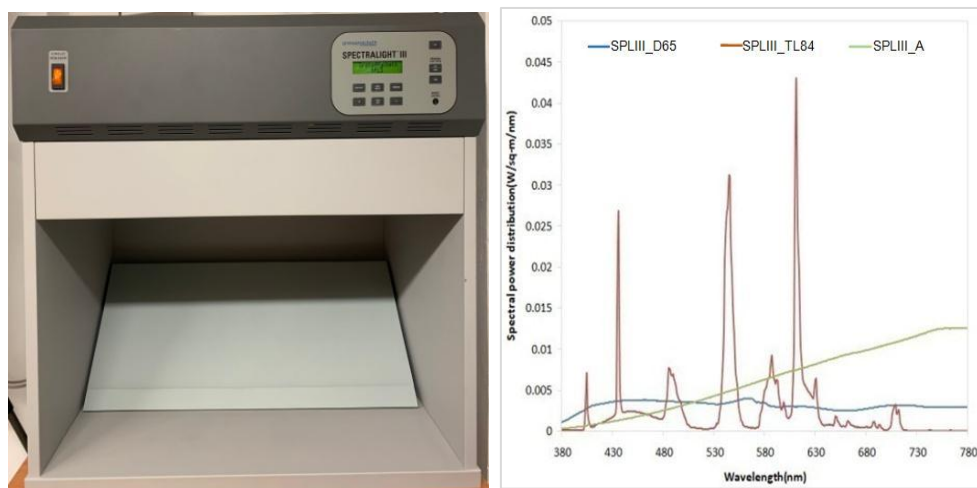 SPECTRALIGHT III
0.05
SPLIII_D65 SPLIII_TL84 SPLIII_A
0.045
0.04
0.035
0.03
0.025
0.02
0.015
0.01
0.005
0
Spectral power distribution(W/sq-m/nm)
380 430 480 530 580 630 680 730 780
Wavelength(nm)